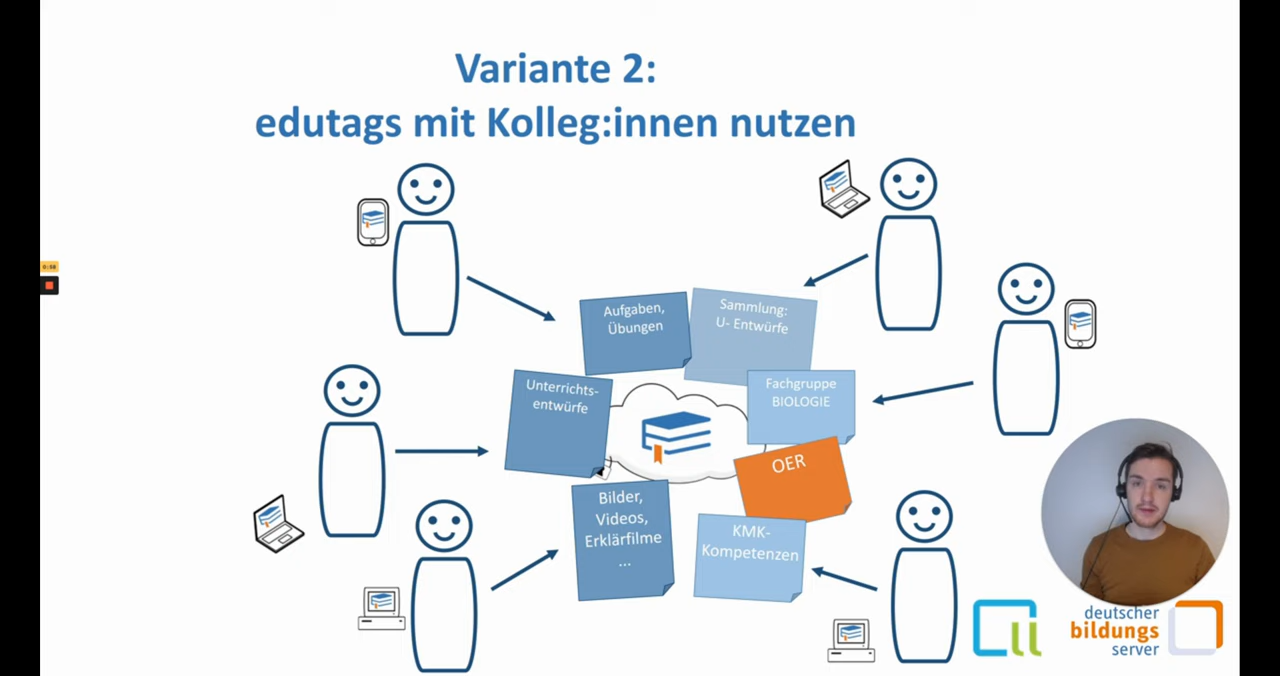 Variante 2:
edutags mit Kolleg:innen nutzen
Aufgaben,
Übungen
Sammlung:
U- Entwürfe
Unterrichts-
entwürfe
Fachgruppe
BIOLOGIE
OER
Bilder,
Videos,
Erklärfilme
...
KMK-
Kompetenzen
deutscher
bildungs
server